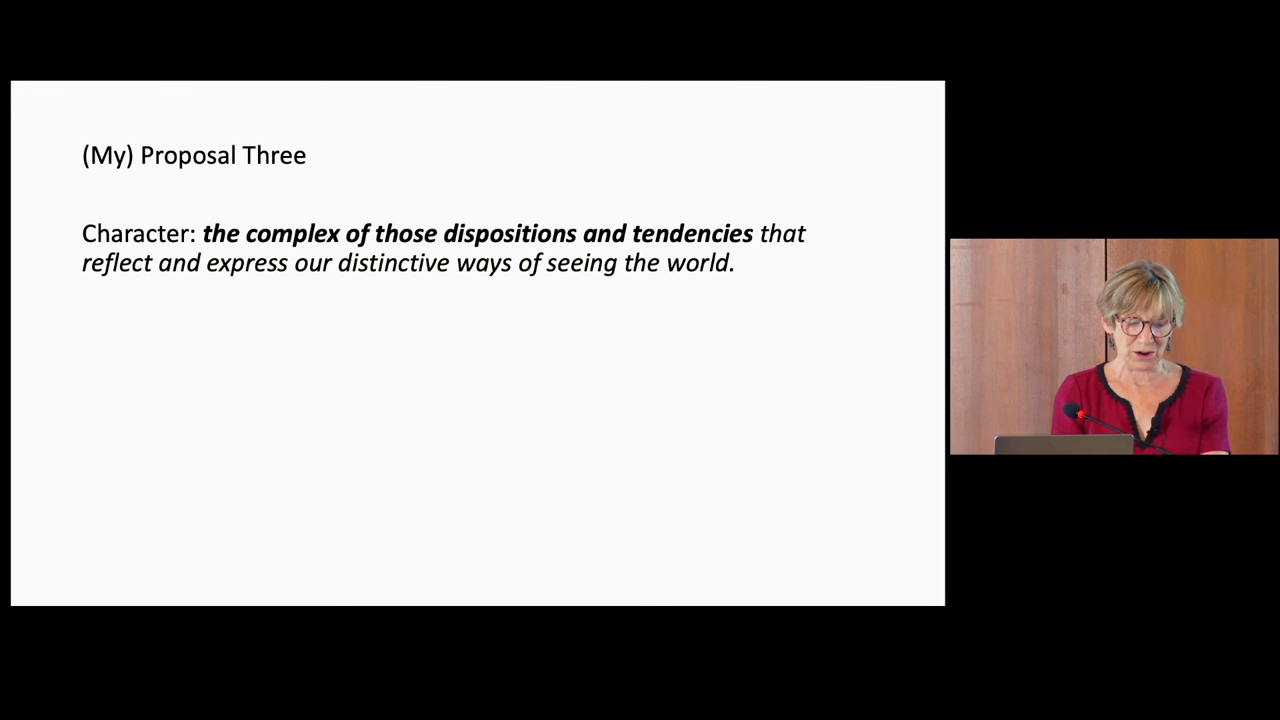 (My) Proposal Three
Character: the complex of those dispositions and tendencies that
reflect and express our distinctive ways of seeing the world.